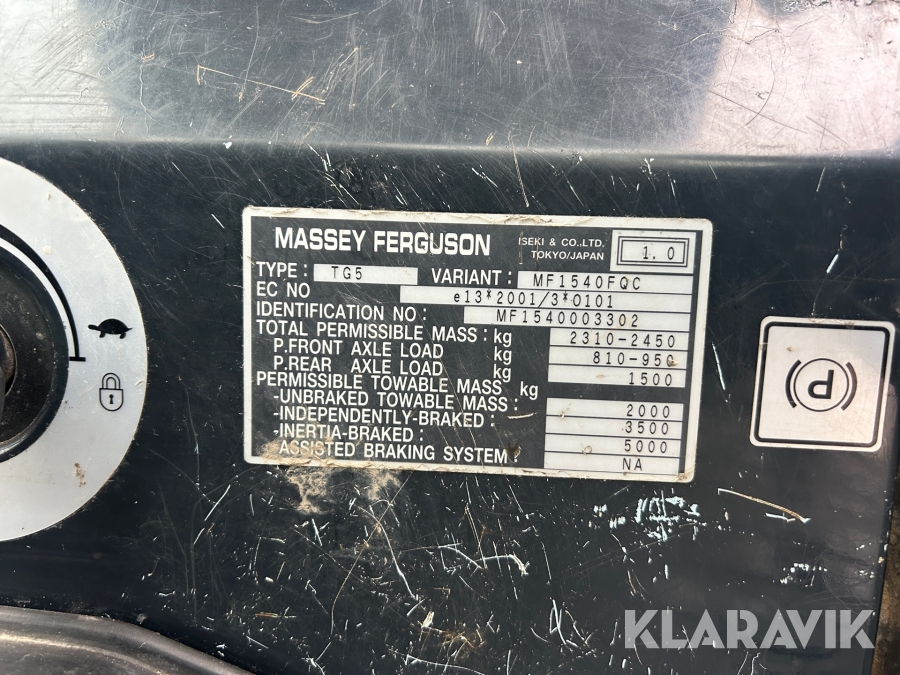 MASSEY FERGUSON
ISEKI & CO.,LTD.
TOKYO/JAPAN
1.0
TYPE : TG5 VARIANT : MF1540FQC
EC NO e13*2001/3*0101
IDENTIFICATION NO : MF1540003302
TOTAL PERMISSIBLE MASS : kg 2310-2450
P.FRONT AXLE LOAD kg 810-950
P.REAR AXLE LOAD kg 1500
PERMISSIBLE TOWABLE MASS kg
-UNBRAKED TOWABLE MASS : 2000
-INDEPENDENTLY-BRAKED : 3500
-INERTIA-BRAKED : 5000
-ASSISTED BRAKING SYSTEM NA
P
KLARAVIK